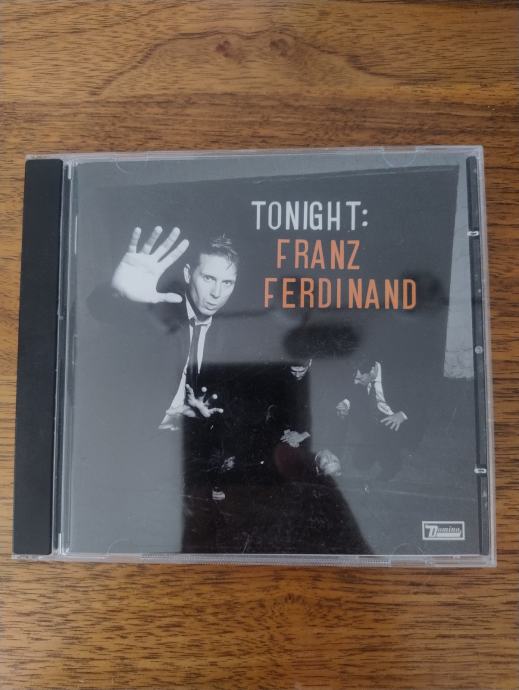 TONIGHT:
FRANZ
FERDINAND
Domino